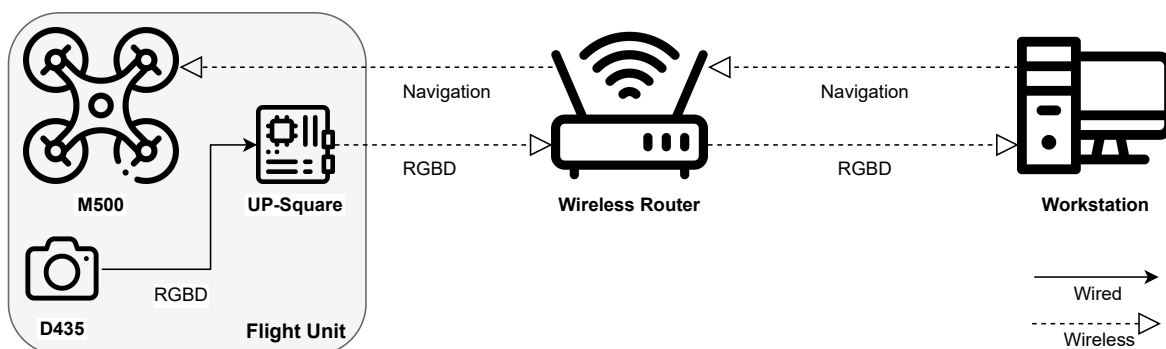 Navigation
Navigation
RGBD
RGBD
M500
UP-Square
Wireless Router
Workstation
RGBD
Wired
D435
Flight Unit
Wireless